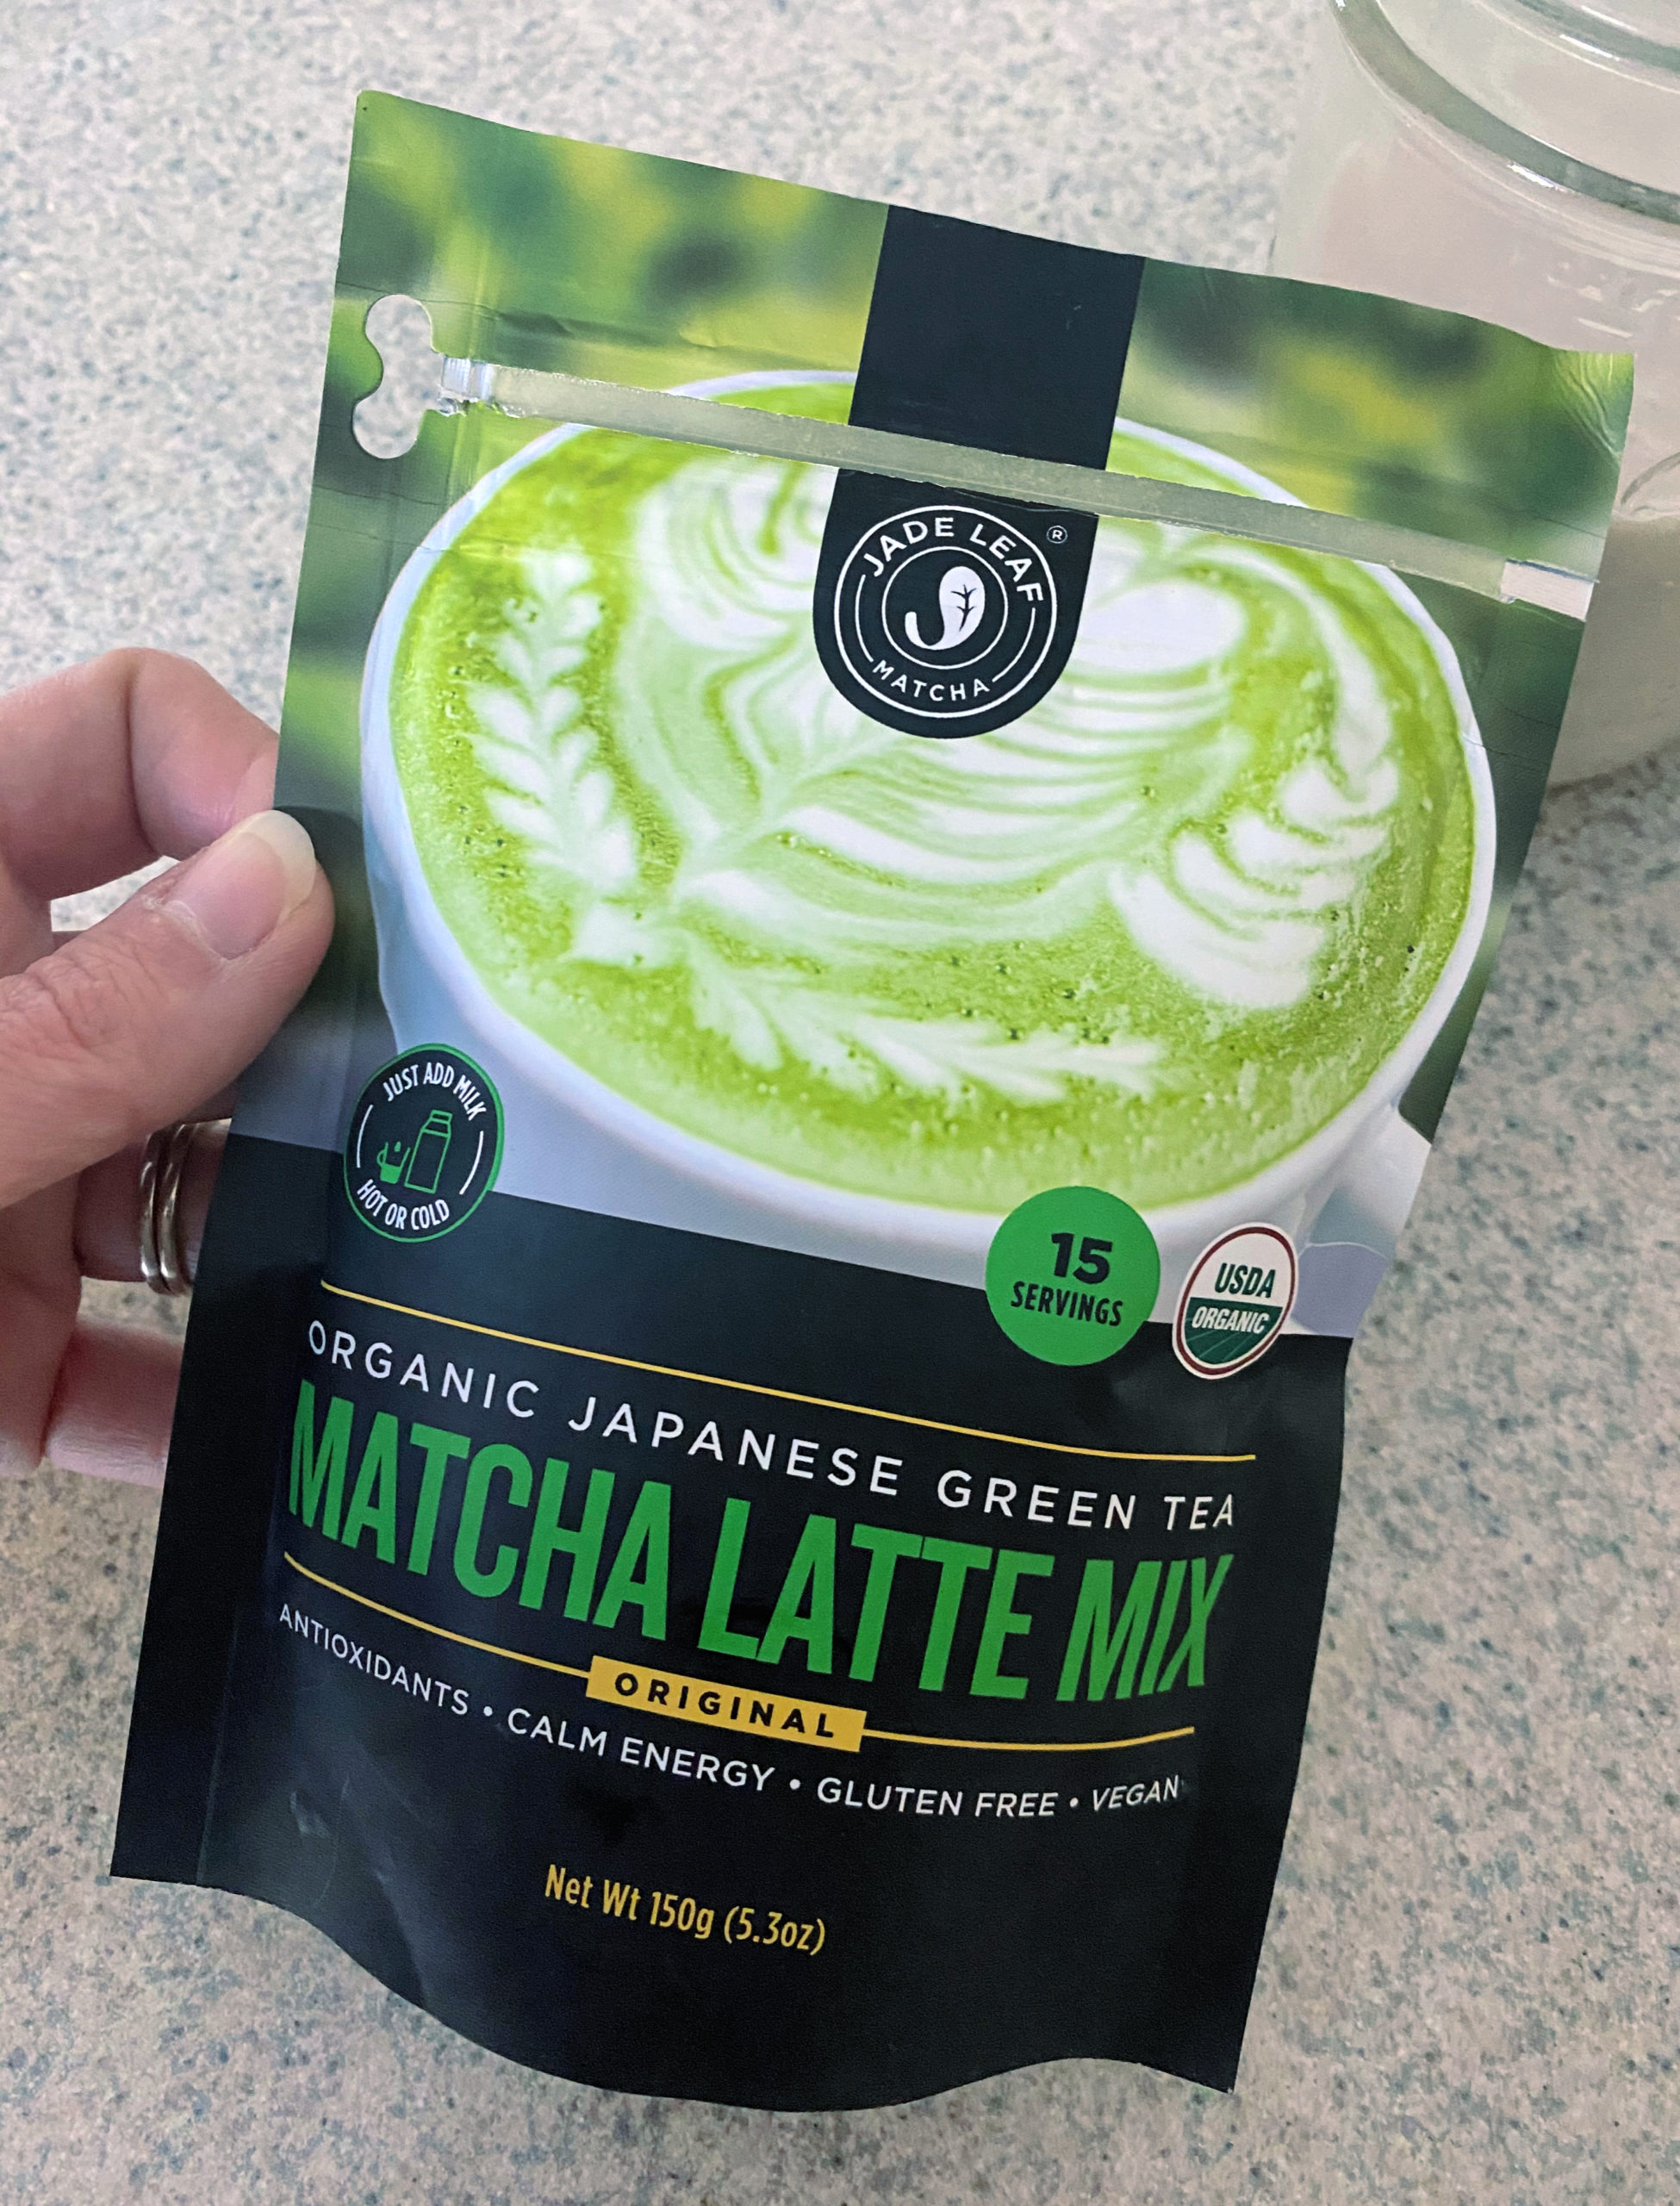 JADE LEAF ®
MATCHA
JUST ADD MILK
HOT OR COLD
15
SERVINGS
USDA
ORGANIC
ORGANIC JAPANESE GREEN TEA
MATCHA LATTE MIX
ORIGINAL
ANTIOXIDANTS • CALM ENERGY • GLUTEN FREE • VEGAN
Net Wt 150g (5.3oz)